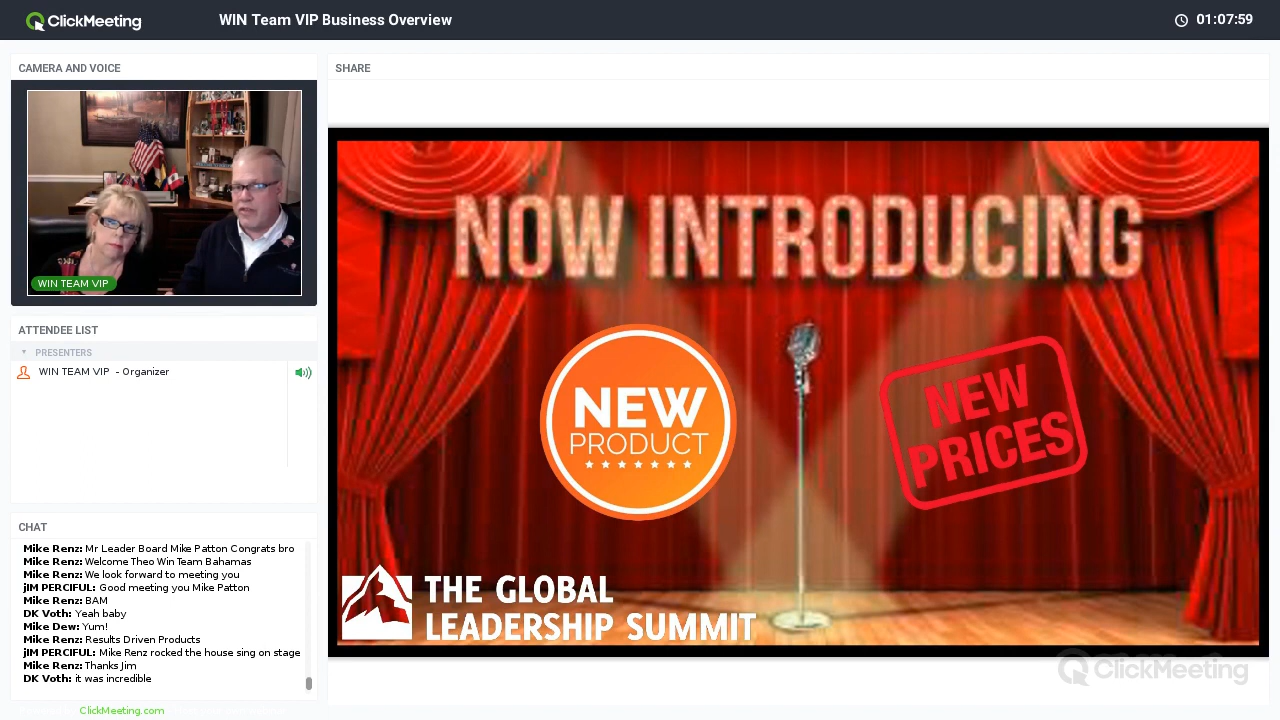 ClickMeeting
WIN Team VIP Business Overview
01:07:59
CAMERA AND VOICE
WIN TEAM VIP
ATTENDEE LIST
PRESENTERS
WIN TEAM VIP - Organizer
CHAT
Mike Renz: Mr Leader Board Mike Patton Congrats bro
Mike Renz: Welcome Theo Win Team Bahamas
Mike Renz: We look forward to meeting you
jIM PERCIFUL: Good meeting you Mike Patton
Mike Renz: BAM
DK Voth: Yeah baby
Mike Dew: Yum!
Mike Renz: Results Driven Products
jIM PERCIFUL: Mike Renz rocked the house sing on stage
Mike Renz: Thanks Jim
DK Voth: it was incredible
ClickMeeting.com
SHARE
NOW INTRODUCING
NEW
PRODUCT
NEW
PRICES
THE GLOBAL
LEADERSHIP SUMMIT
ClickMeeting